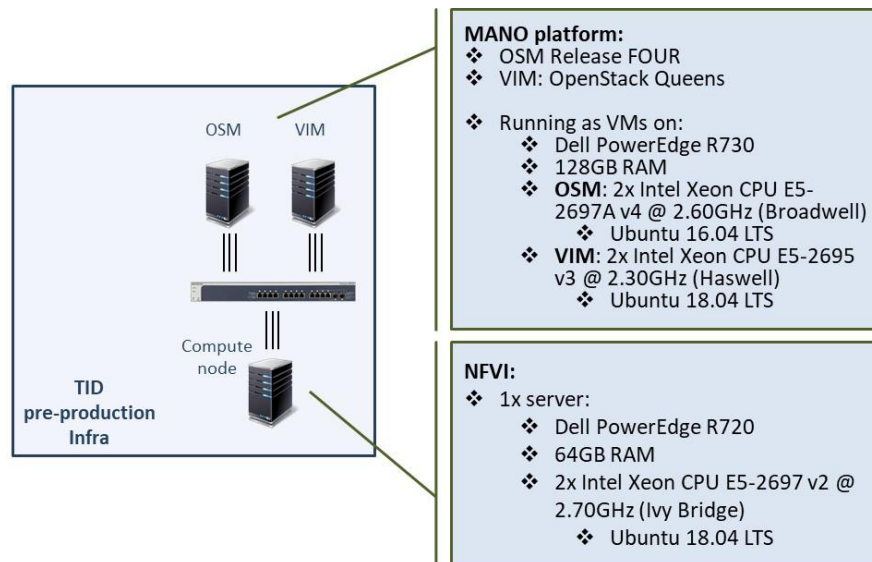 OSM VIM
Compute
node
TID
pre-production
Infra
MANO platform:
❖ OSM Release FOUR
❖ VIM: OpenStack Queens
❖ Running as VMs on:
❖ Dell PowerEdge R730
❖ 128GB RAM
❖ OSM: 2x Intel Xeon CPU E5-
2697A v4 @ 2.60GHz (Broadwell)
❖ Ubuntu 16.04 LTS
❖ VIM: 2x Intel Xeon CPU E5-2695
v3 @ 2.30GHz (Haswell)
❖ Ubuntu 18.04 LTS
NFVI:
❖ 1x server:
❖ Dell PowerEdge R720
❖ 64GB RAM
❖ 2x Intel Xeon CPU E5-2697 v2 @
2.70GHz (Ivy Bridge)
❖ Ubuntu 18.04 LTS